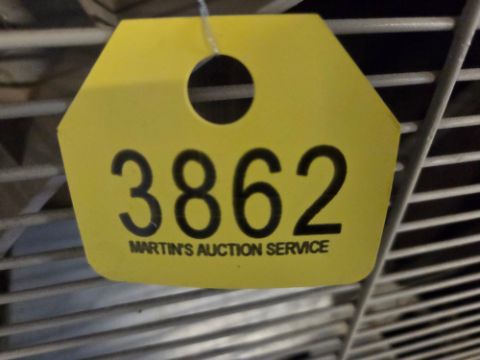 3862
MARTIN'S AUCTION SERVICE